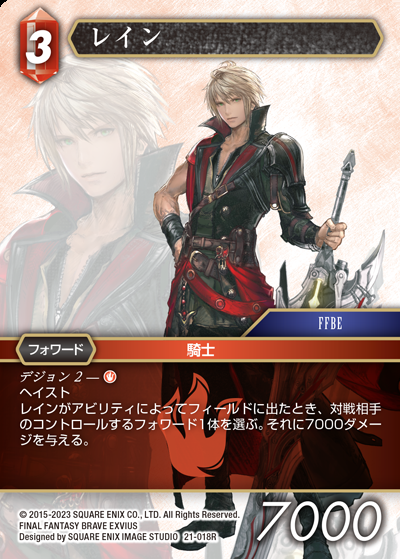 3
レイン
FFBE
フォワード
騎士
デジョン 2 ―
ヘイスト
レインがアビリティによってフィールドに出たとき、対戦相手
のコントロールするフォワード1体を選ぶ。それに7000ダメー
ジを与える。
© 2015-2023 SQUARE ENIX CO., LTD. All Rights Reserved.
FINAL FANTASY BRAVE EXVIUS
Designed by SQUARE ENIX IMAGE STUDIO 21-018R
7000